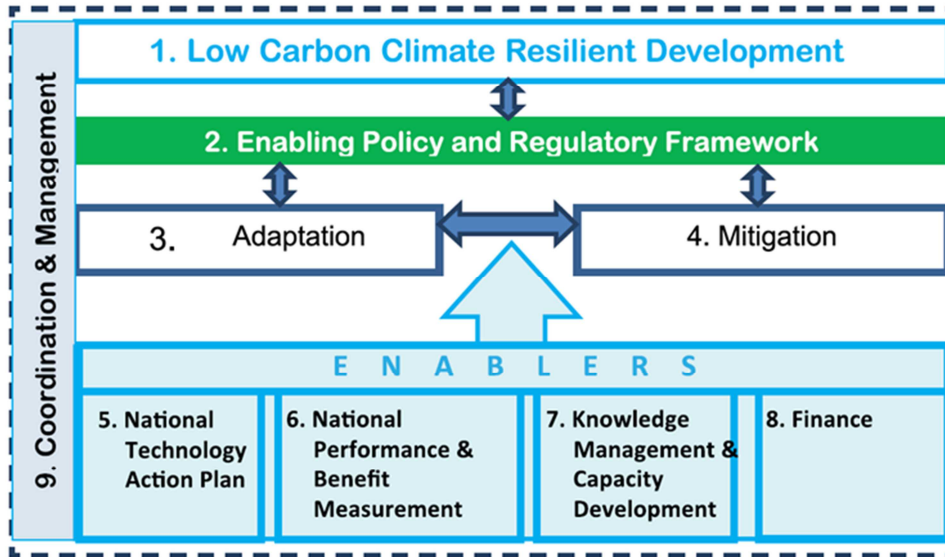 1. Low Carbon Climate Resilient Development
2. Enabling Policy and Regulatory Framework
3. Adaptation
4. Mitigation
9. Coordination & Management
E N A B L E R S
5. National
Technology
Action Plan
6. National
Performance &
Benefit
Measurement
7. Knowledge
Management &
Capacity
Development
8. Finance